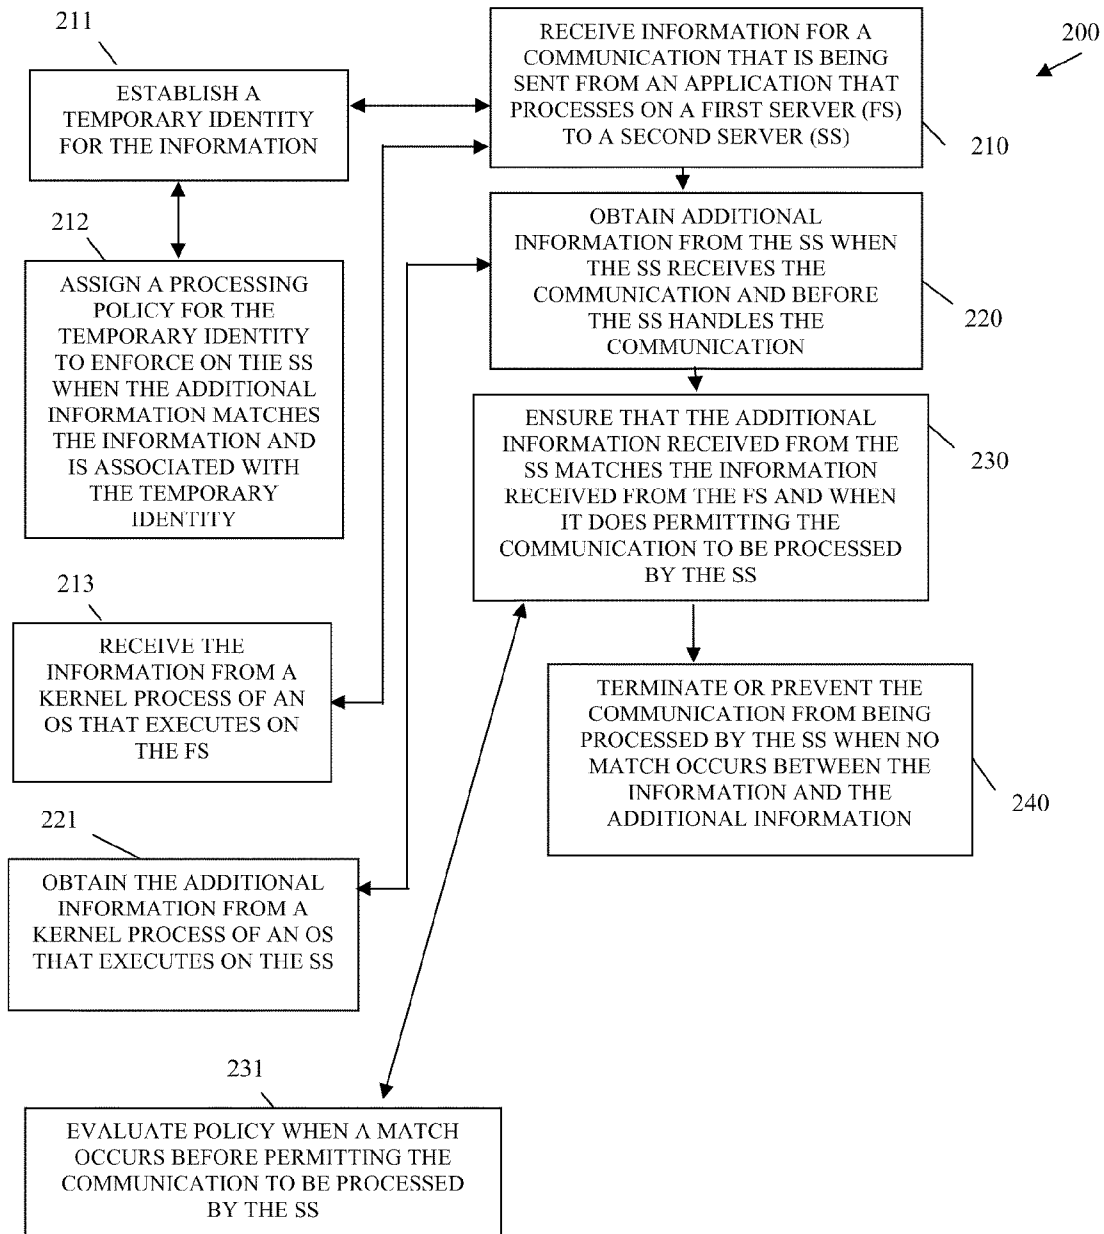 211
ESTABLISH A
TEMPORARY IDENTITY
FOR THE INFORMATION
RECEIVE INFORMATION FOR A
COMMUNICATION THAT IS BEING
SENT FROM AN APPLICATION THAT
PROCESSES ON A FIRST SERVER (FS)
TO A SECOND SERVER (SS)
200
210
212
ASSIGN A PROCESSING
POLICY FOR THE
TEMPORARY IDENTITY
TO ENFORCE ON THE SS
WHEN THE ADDITIONAL
INFORMATION MATCHES
THE INFORMATION AND
IS ASSOCIATED WITH
THE TEMPORARY
IDENTITY
OBTAIN ADDITIONAL
INFORMATION FROM THE SS WHEN
THE SS RECEIVES THE
COMMUNICATION AND BEFORE
THE SS HANDLES THE
COMMUNICATION
220
ENSURE THAT THE ADDITIONAL
INFORMATION RECEIVED FROM THE
SS MATCHES THE INFORMATION
RECEIVED FROM THE FS AND WHEN
IT DOES PERMITTING THE
COMMUNICATION TO BE PROCESSED
BY THE SS
230
213
RECEIVE THE
INFORMATION FROM A
KERNEL PROCESS OF AN
OS THAT EXECUTES ON
THE FS
TERMINATE OR PREVENT THE
COMMUNICATION FROM BEING
PROCESSED BY THE SS WHEN NO
MATCH OCCURS BETWEEN THE
INFORMATION AND THE
ADDITIONAL INFORMATION
240
221
OBTAIN THE ADDITIONAL
INFORMATION FROM A
KERNEL PROCESS OF AN OS
THAT EXECUTES ON THE SS
231
EVALUATE POLICY WHEN A MATCH
OCCURS BEFORE PERMITTING THE
COMMUNICATION TO BE PROCESSED
BY THE SS